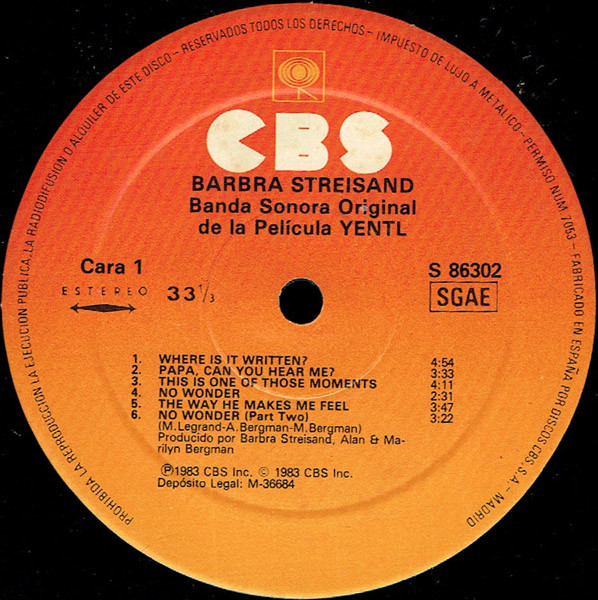 PROHIBIDA LA REPRODUCCION LA EJECUCION PUBLICA, LA RADIODIFUSION O ALQUILER DE ESTE DISCO - RESERVADOS TODOS LOS DERECHOS - IMPUESTO DE LUJO A METALICO - PERMISO NUM 7053 - FABRICADO EN ESPAÑA POR DISCOS CBS, S.A. - MADRID
CBS
BARBRA STREISAND
Banda Sonora Original
de la Película YENTL
Cara 1
S 86302
ESTEREO 33 1/3
SGAE
1. WHERE IS IT WRITTEN? 4:54
2. PAPA, CAN YOU HEAR ME? 3:33
3. THIS IS ONE OF THOSE MOMENTS 4:11
4. NO WONDER 2:31
5. THE WAY HE MAKES ME FEEL 3:47
6. NO WONDER (Part Two) 3:22
(M.Legrand-A.Bergman-M.Bergman)
Producido por Barbra Streisand, Alan & Ma-
rilyn Bergman
Ⓟ1983 CBS Inc. © 1983 CBS Inc.
Depósito Legal: M-36684